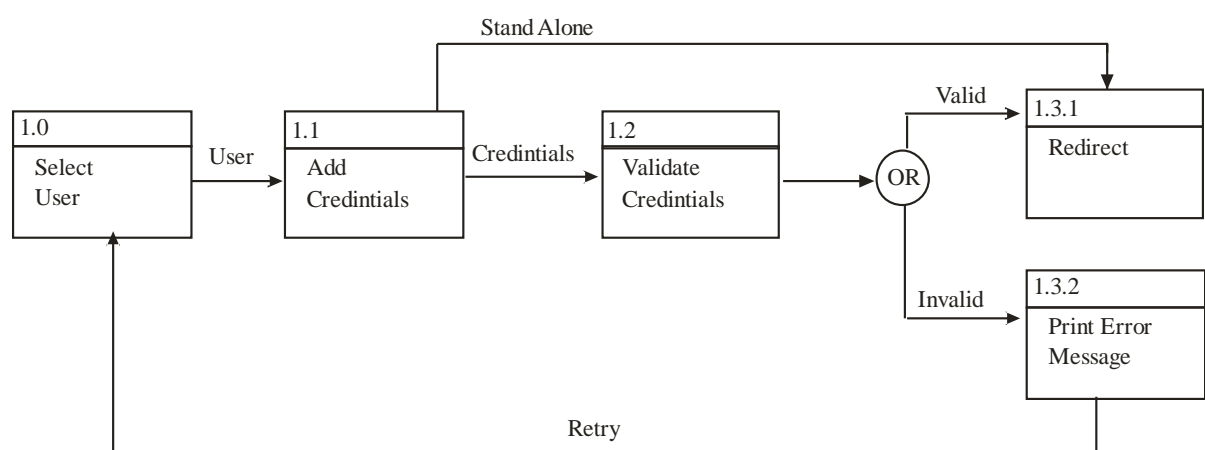 Stand Alone
1.0
Select
User
User
1.1
Add
Credintials
Credintials
1.2
Validate
Credintials
OR
Valid
1.3.1
Redirect
Invalid
1.3.2
Print Error
Message
Retry